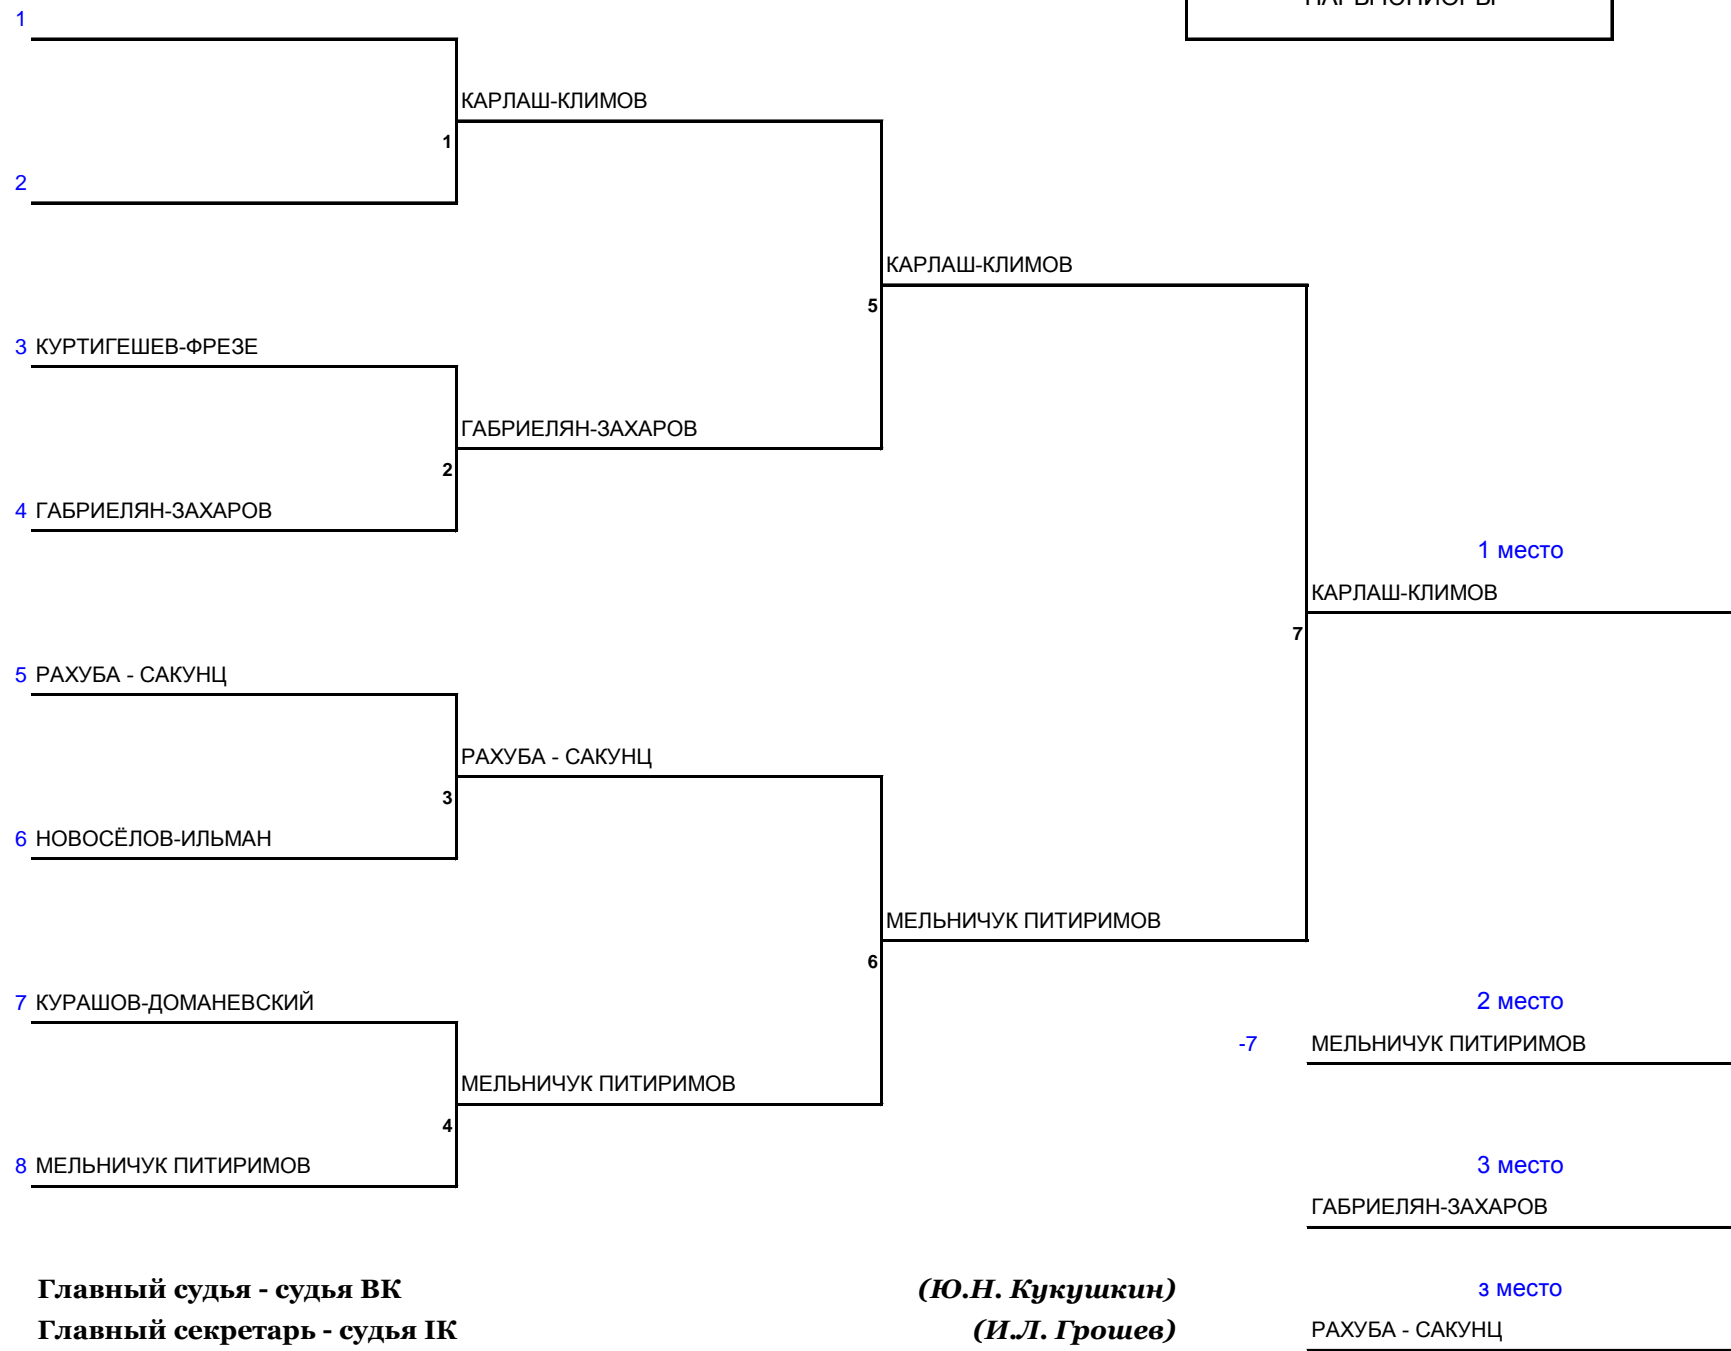 1
КАРЛАШ-КЛИМОВ
1
2
КАРЛАШ-КЛИМОВ
5
3 КУРТИГЕШЕВ-ФРЕЗЕ
ГАБРИЕЛЯН-ЗАХАРОВ
2
4 ГАБРИЕЛЯН-ЗАХАРОВ
1 место
КАРЛАШ-КЛИМОВ
7
5 РАХУБА - САКУНЦ
РАХУБА - САКУНЦ
3
6 НОВОСЁЛОВ-ИЛЬМАН
МЕЛЬНИЧУК ПИТИРИМОВ
6
7 КУРАШОВ-ДОМАНЕВСКИЙ
2 место
-7 МЕЛЬНИЧУК ПИТИРИМОВ
МЕЛЬНИЧУК ПИТИРИМОВ
4
8 МЕЛЬНИЧУК ПИТИРИМОВ
3 место
ГАБРИЕЛЯН-ЗАХАРОВ
Главный судья - судья ВК (Ю.Н. Кукушкин)
з место
Главный секретарь - судья IК (И.Л. Грошев)
РАХУБА - САКУНЦ